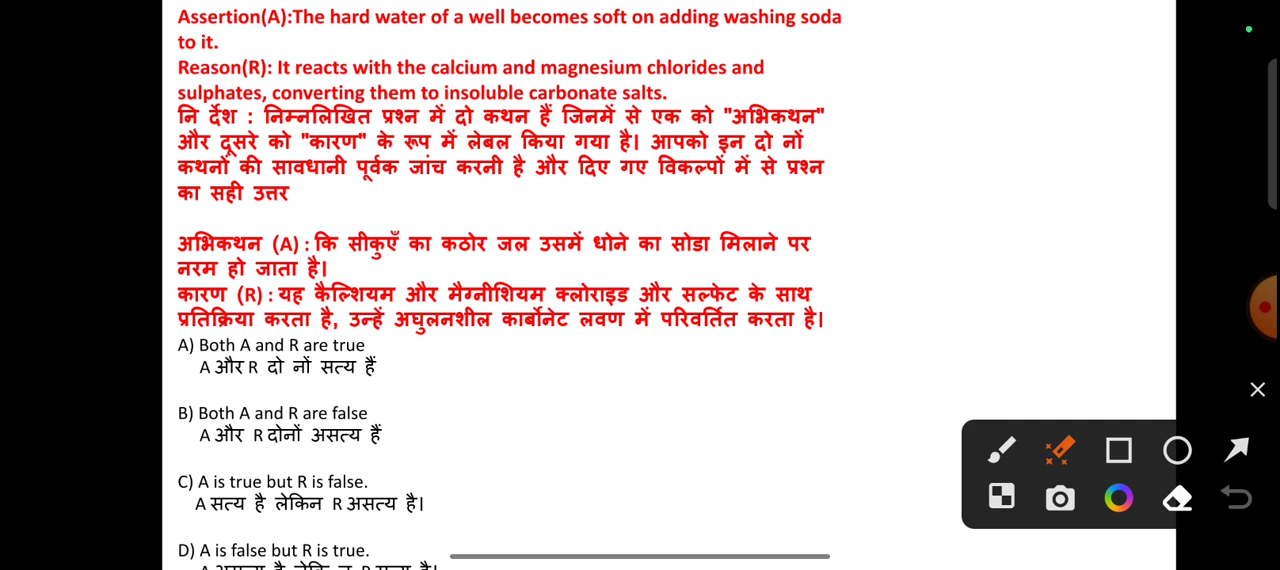 Assertion(A):The hard water of a well becomes soft on adding washing soda
to it.
Reason(R): It reacts with the calcium and magnesium chlorides and
sulphates, converting them to insoluble carbonate salts.
नि र्देश : निम्नलिखित प्रश्न में दो कथन हैं जिनमें से एक को "अभिकथन"
और दूसरे को "कारण" के रूप में लेबल किया गया है। आपको इन दो नों
कथनों की सावधानी पूर्वक जांच करनी है और दिए गए विकल्पों में से प्रश्न
का सही उत्तर
अभिकथन (A) : कि सीकुएँ का कठोर जल उसमें धोने का सोडा मिलाने पर
नरम हो जाता है।
कारण (R) : यह कैल्शियम और मैग्नीशियम क्लोराइड और सल्फेट के साथ
प्रतिक्रिया करता है, उन्हें अघुलनशील कार्बोनेट लवण में परिवर्तित करता है।
A) Both A and R are true
A और R दो नों सत्य हैं
B) Both A and R are false
A और R दोनों असत्य हैं
C) A is true but R is false.
A सत्य है लेकिन R असत्य है।
D) A is false but R is true.